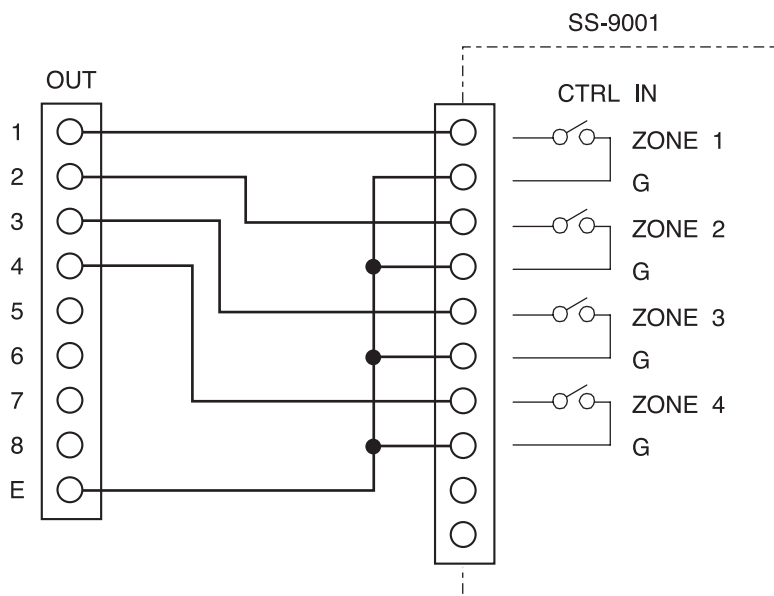 SS-9001
OUT
CTRL IN
1
2
3
4
5
6
7
8
E
ZONE 1
G
ZONE 2
G
ZONE 3
G
ZONE 4
G